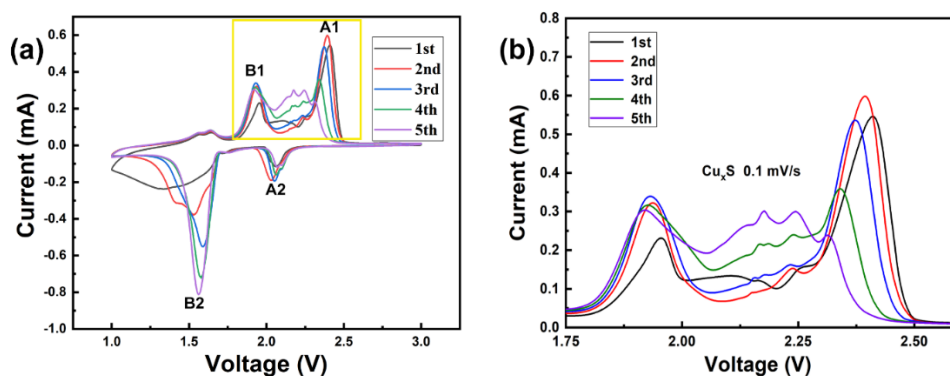 (a)
A1
B1
1st
2nd
3rd
4th
5th
A2
B2
0.6
0.4
0.2
0.0
-0.2
-0.4
-0.6
-0.8
-1.0
Current (mA)
1.0 1.5 2.0 2.5 3.0
Voltage (V)
(b)
1st
2nd
3rd
4th
5th
CuxS 0.1 mV/s
0.8
0.7
0.6
0.5
0.4
0.3
0.2
0.1
0.0
Current (mA)
1.75 2.00 2.25 2.50
Voltage (V)